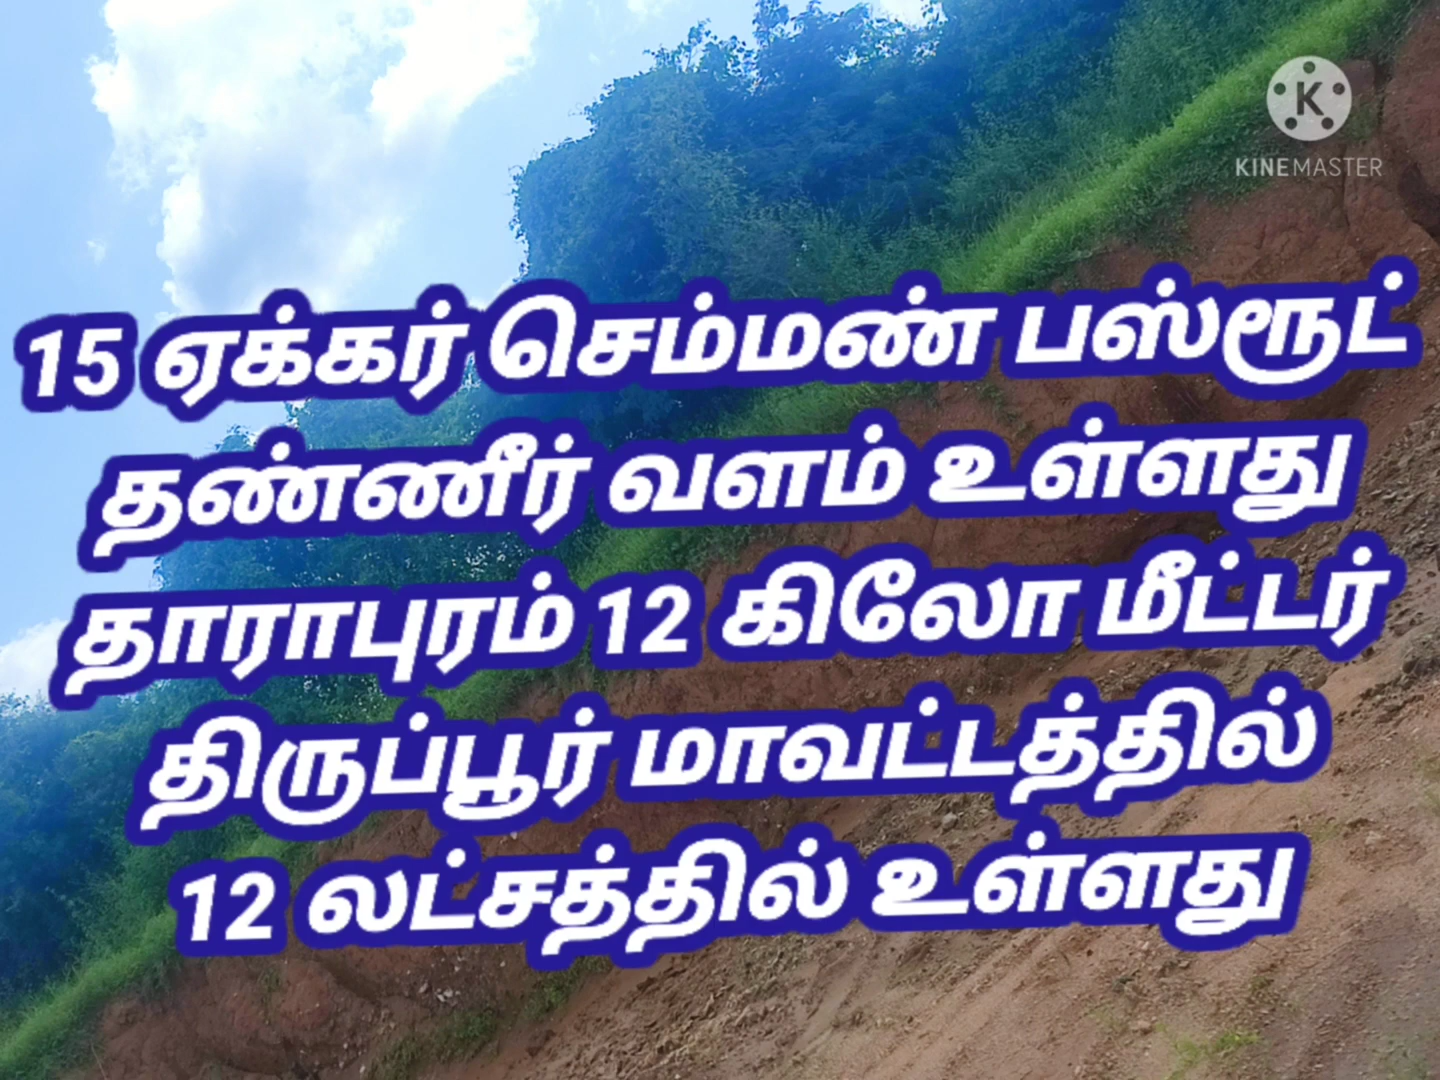 KINEMASTER
15 ஏக்கர் செம்மண் பஸ்ரூட்
தண்ணீர் வளம் உள்ளது
தாராபுரம் 12 கிலோ மீட்டர்
திருப்பூர் மாவட்டத்தில்
12 லட்சத்தில் உள்ளது